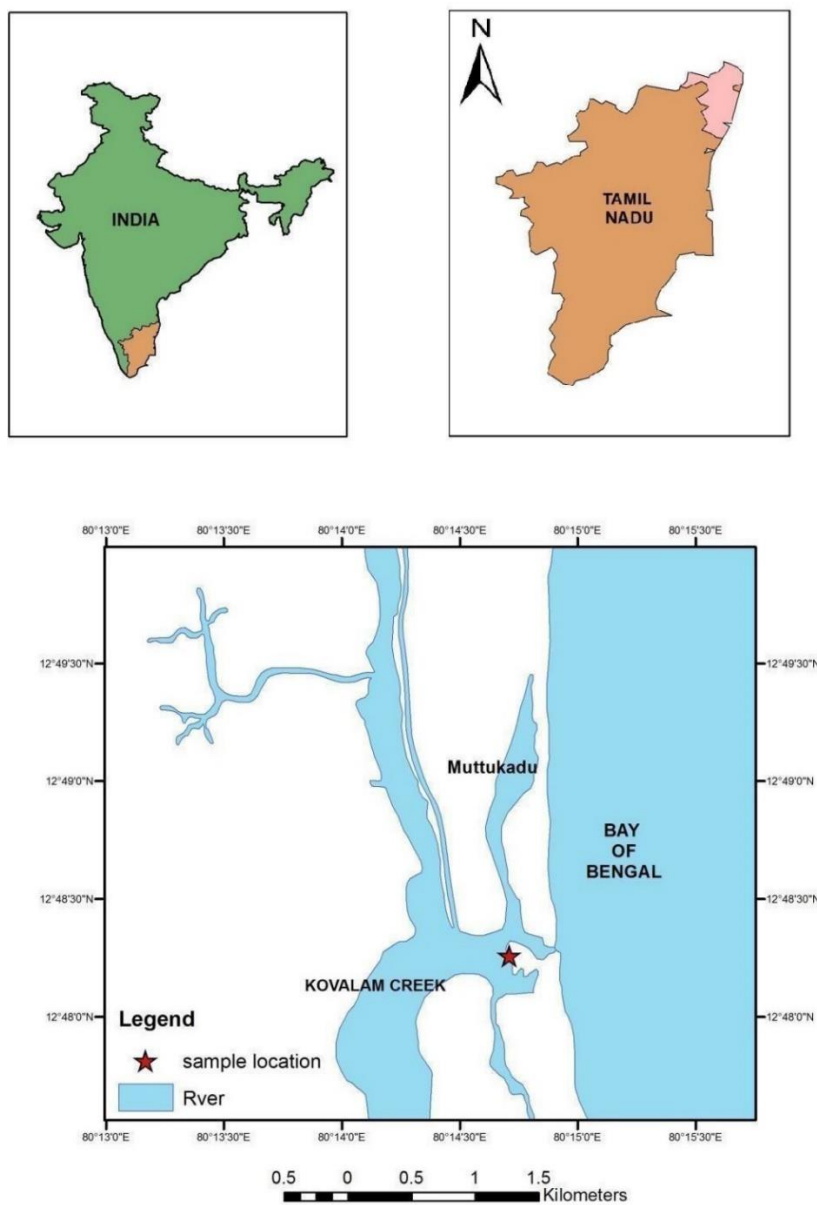 INDIA
N
TAMIL
NADU
80°13'0"E 80°13'30"E 80°14'0"E 80°14'30"E 80°15'0"E 80°15'30"E
12°49'30"N 12°49'30"N
Muttukadu
12°49'0"N 12°49'0"N
BAY
OF
BENGAL
12°48'30"N 12°48'30"N
KOVALAM CREEK
12°48'0"N 12°48'0"N
Legend
sample location
Rver
80°13'0"E 80°13'30"E 80°14'0"E 80°14'30"E 80°15'0"E 80°15'30"E
0.5 0 0.5 1 1.5
Kilometers